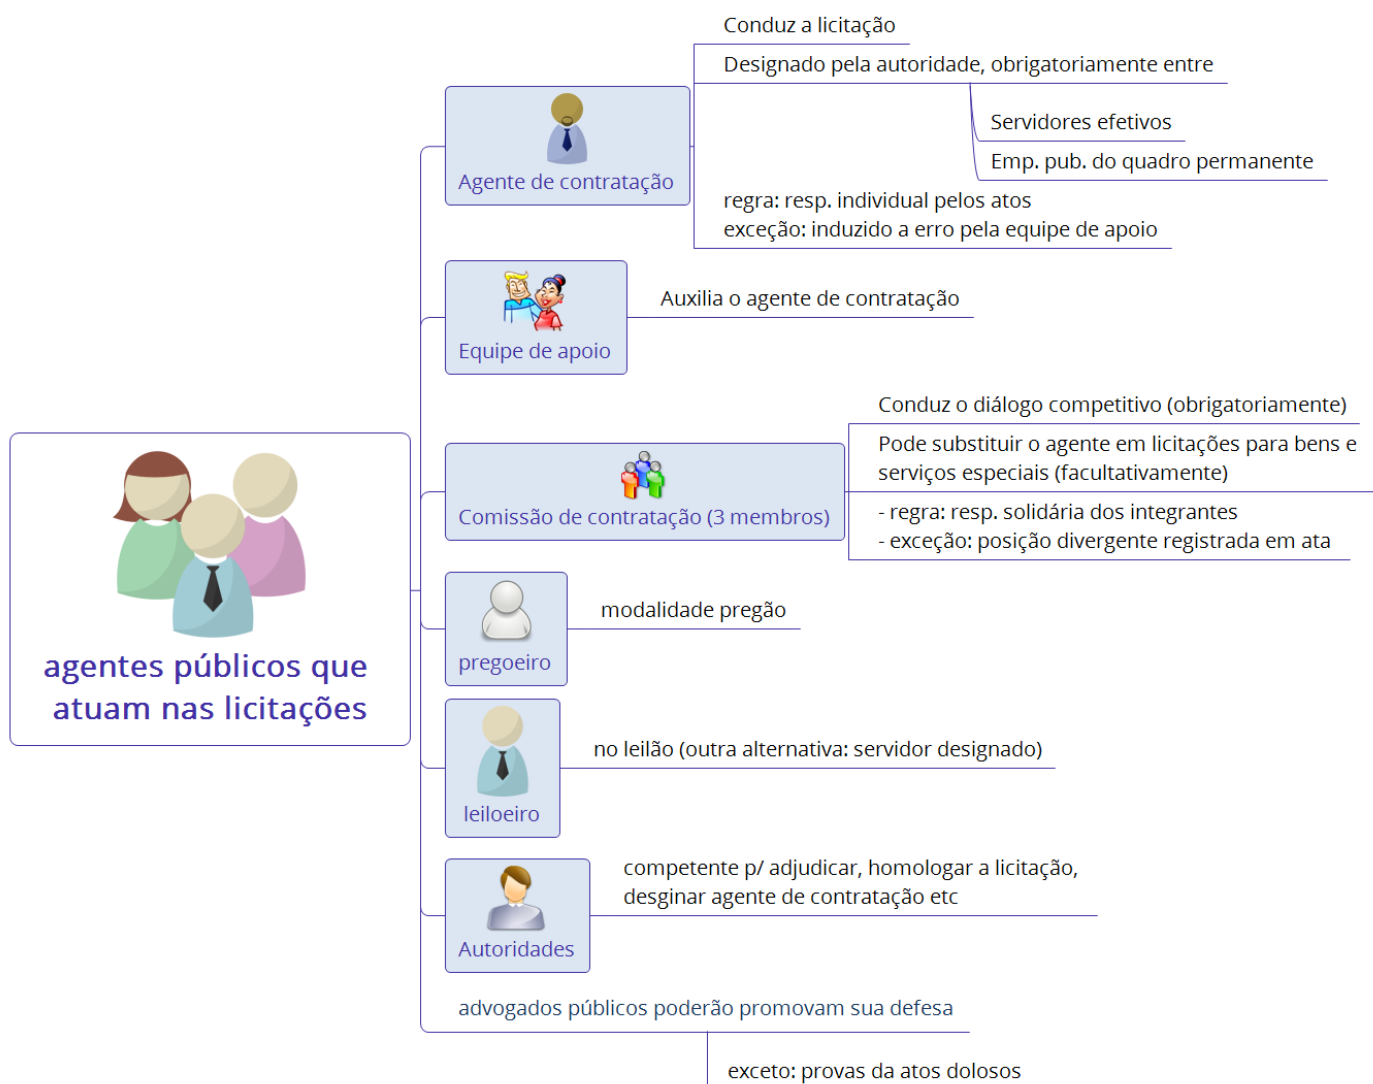 Conduz a licitação
Designado pela autoridade, obrigatoriamente entre
Servidores efetivos
Emp. pub. do quadro permanente
Agente de contratação
regra: resp. individual pelos atos
exceção: induzido a erro pela equipe de apoio
Auxilia o agente de contratação
Equipe de apoio
Conduz o diálogo competitivo (obrigatoriamente)
Pode substituir o agente em licitações para bens e
serviços especiais (facultativamente)
Comissão de contratação (3 membros)
- regra: resp. solidária dos integrantes
- exceção: posição divergente registrada em ata
modalidade pregão
pregoeiro
agentes públicos que
atuam nas licitações
no leilão (outra alternativa: servidor designado)
leiloeiro
competente p/ adjudicar, homologar a licitação,
desginar agente de contratação etc
Autoridades
advogados públicos poderão promovam sua defesa
exceto: provas da atos dolosos